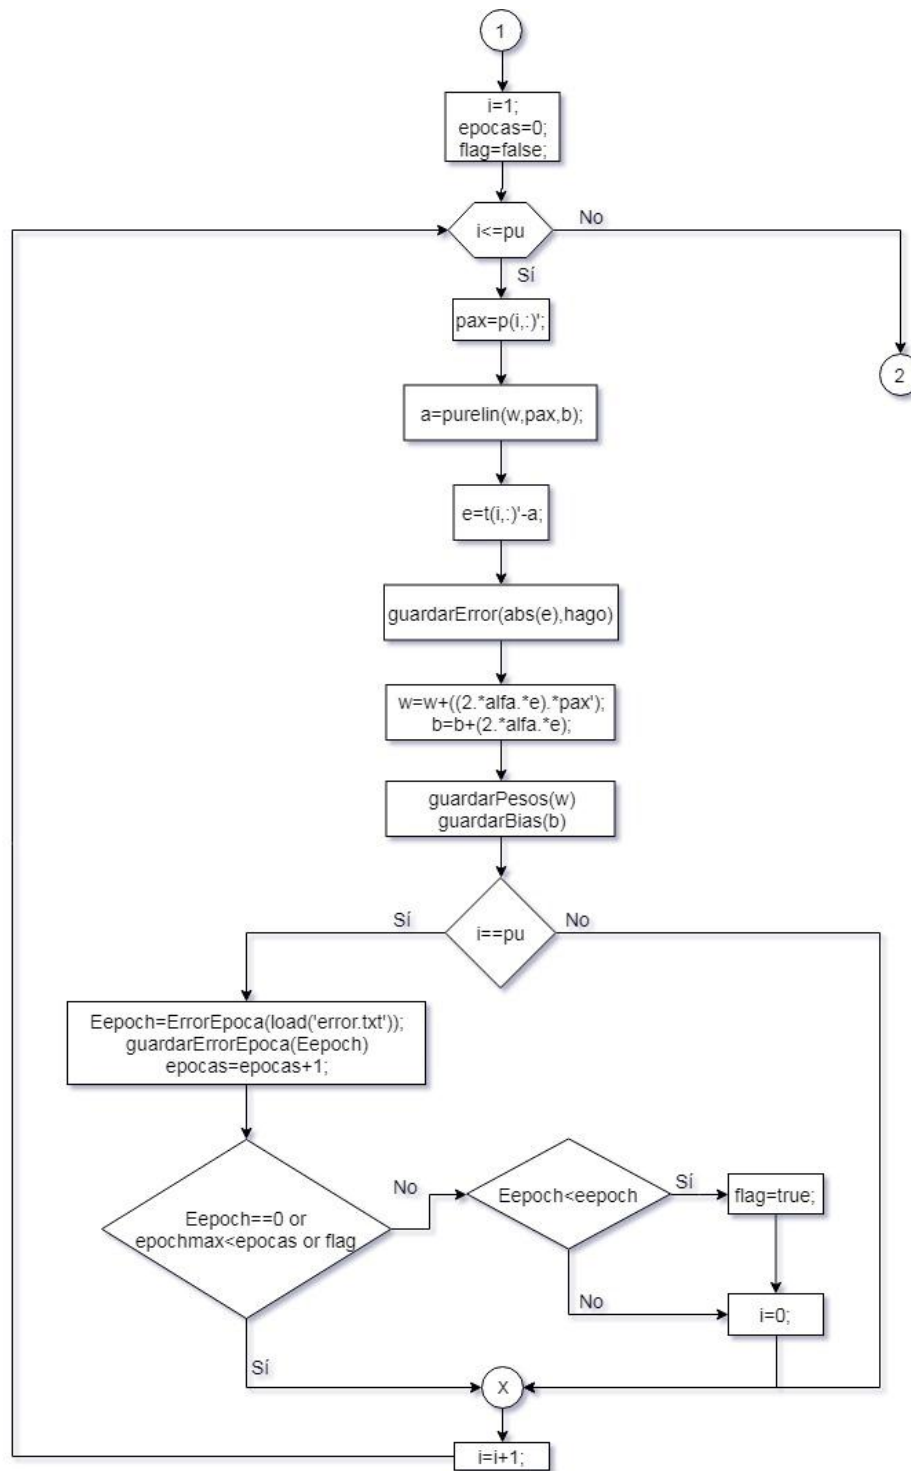 1
i=1;
epocas=0;
flag=false;
i<=pu
No
Sí
pax=p(i,:)';
2
a=purelin(w,pax,b);
e=t(i,:)'-a;
guardarError(abs(e),hago)
w=w+((2.*alfa.*e).*pax');
b=b+(2.*alfa.*e);
guardarPesos(w)
guardarBias(b)
i==pu
Sí
No
Eepoch=ErrorEpoca(load('error.txt'));
guardarErrorEpoca(Eepoch)
epocas=epocas+1;
Eepoch==0 or
epochmax<epocas or flag
No
Eepoch<eepoch
Sí
flag=true;
No
i=0;
Sí
X
i=i+1;